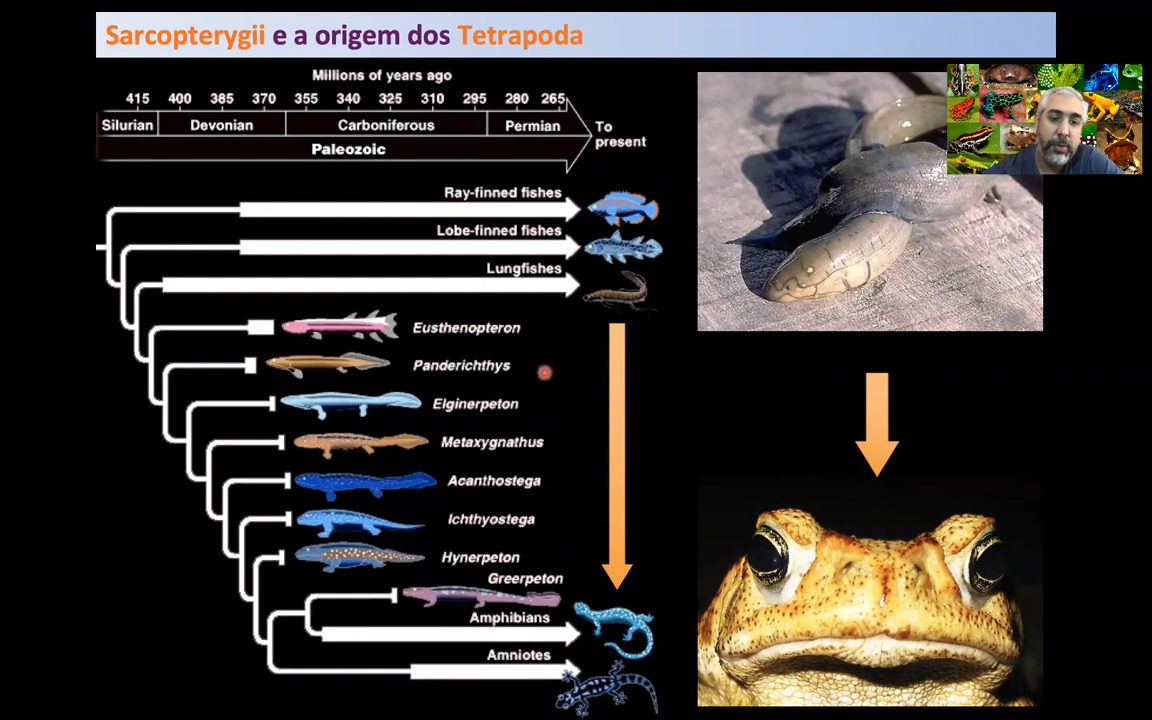 Sarcopterygii e a origem dos Tetrapoda
Millions of years ago
415 400 385 370 355 340 325 310 295 280 265
Silurian Devonian Carboniferous Permian
To
present
Paleozoic
Ray-finned fishes
Lobe-finned fishes
Lungfishes
Eusthenopteron
Panderichthys
Elginerpeton
Metaxygnathus
Acanthostega
Ichthyostega
Hynerpeton
Greerpeton
Amphibians
Amniotes